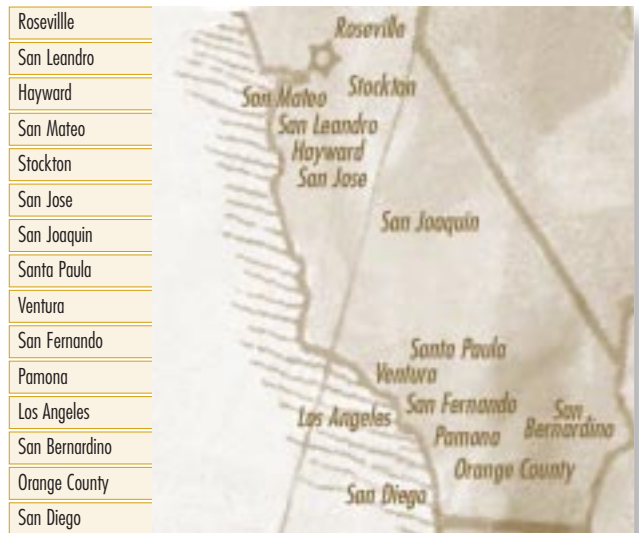 Rosevillle
San Leandro
Hayward
San Mateo
Stockton
San Jose
San Joaquin
Santa Paula
Ventura
San Fernando
Pamona
Los Angeles
San Bernardino
Orange County
San Diego
Roseville
Stockton
San Mateo
San Leandro
Hayward
San Jose
San Joaquin
Santa Paula
Ventura
San Fernando
Los Angeles
San
Bernardino
Pamona
Orange County
San Diego